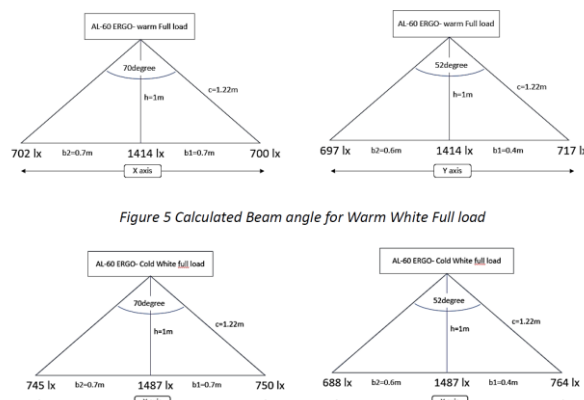 AL-60 ERGO- warm Full load
70degree
h=1m
c=1.22m
702 lx
b2=0.7m
1414 lx
b1=0.7m
700 lx
X axis
AL-60 ERGO- warm Full load
52degree
h=1m
c=1.22m
697 lx
b2=0.6m
1414 lx
b1=0.4m
717 lx
Y axis
Figure 5 Calculated Beam angle for Warm White Full load
AL-60 ERGO- Cold White full load
70degree
h=1m
c=1.22m
745 lx
b2=0.7m
1487 lx
b1=0.7m
750 lx
AL-60 ERGO- Cold White full load
52degree
h=1m
c=1.22m
688 lx
b2=0.6m
1487 lx
b1=0.4m
764 lx